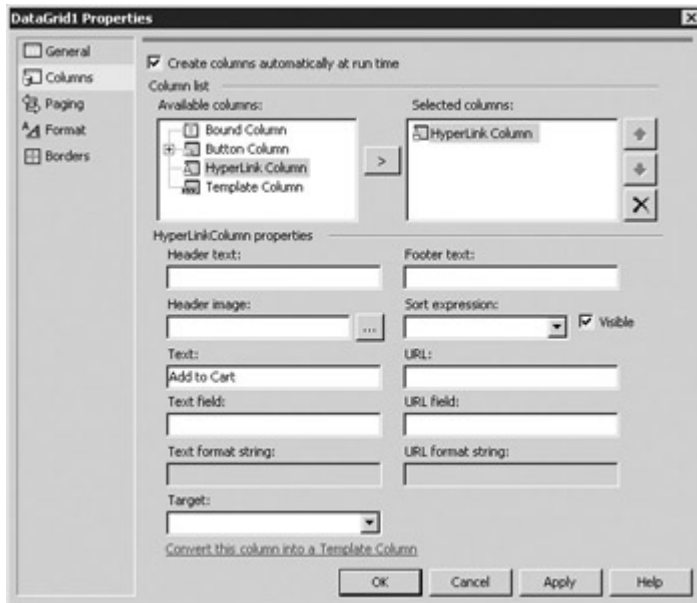 DataGrid1 Properties
General
Columns
Paging
Format
Borders
Create columns automatically at run time
Column list
Available columns:
Bound Column
Button Column
HyperLink Column
Template Column
>
Selected columns:
HyperLink Column
HyperLinkColumn properties
Header text:
Footer text:
Header image:
...
Sort expression:
Visible
Text:
Add to Cart
URL:
Text field:
URL field:
Text format string:
URL format string:
Target:
Convert this column into a Template Column
OK
Cancel
Apply
Help